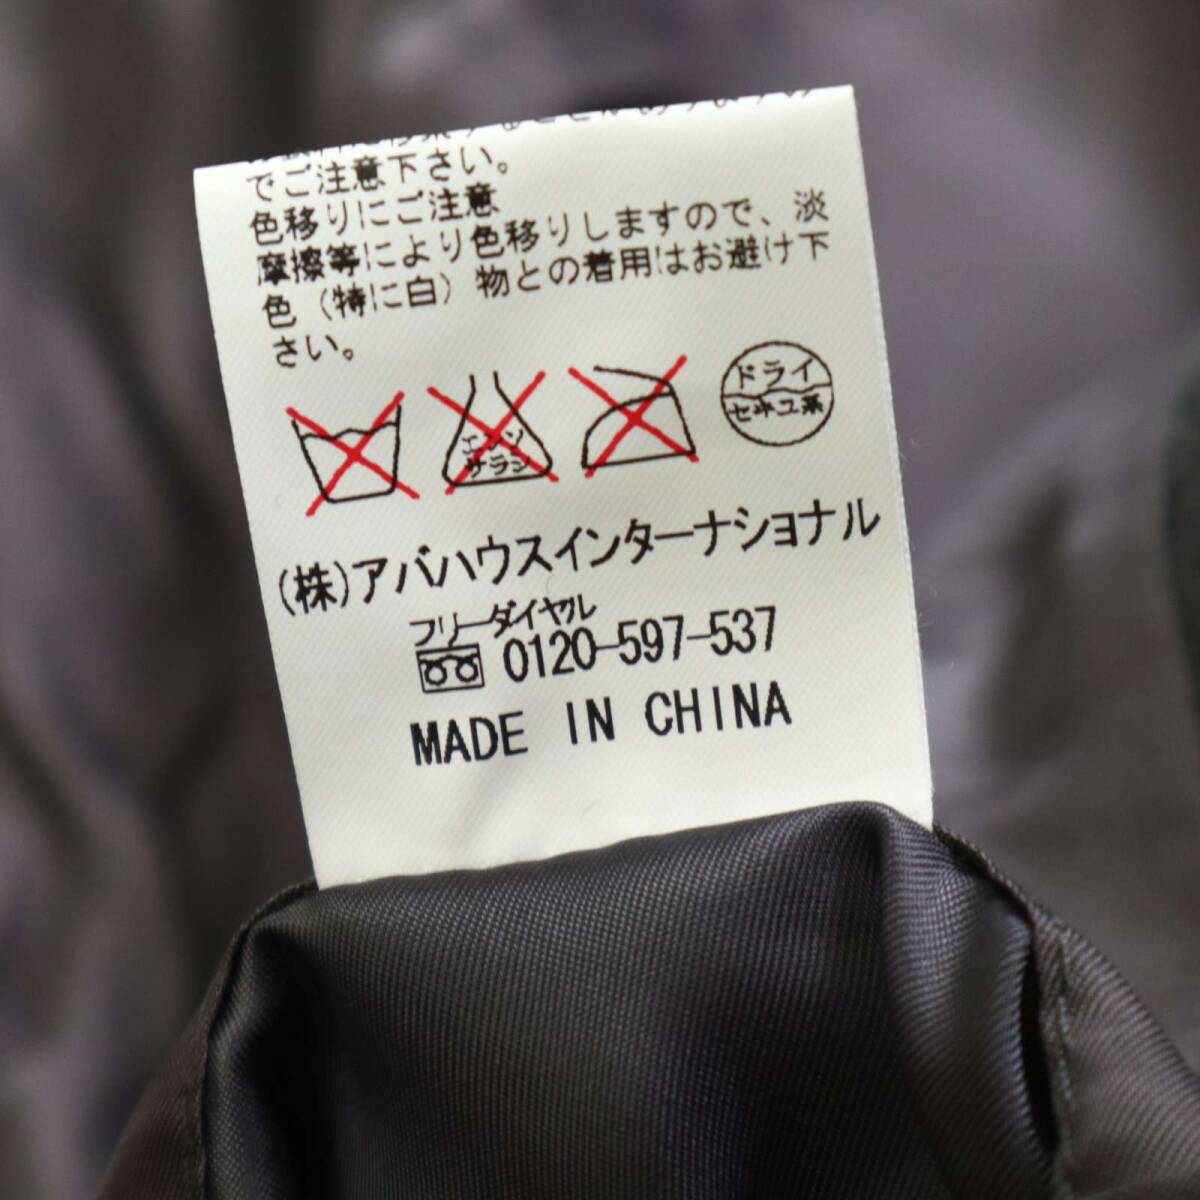 でご注意下さい。
色移りにご注意
摩擦等により色移りしますので、淡
色（特に白）物との着用はお避け下
さい。
エンソ
サラシ
ドライ
セキユ系
(株)アバハウスインターナショナル
フリーダイヤル
0120-597-537
MADE IN CHINA